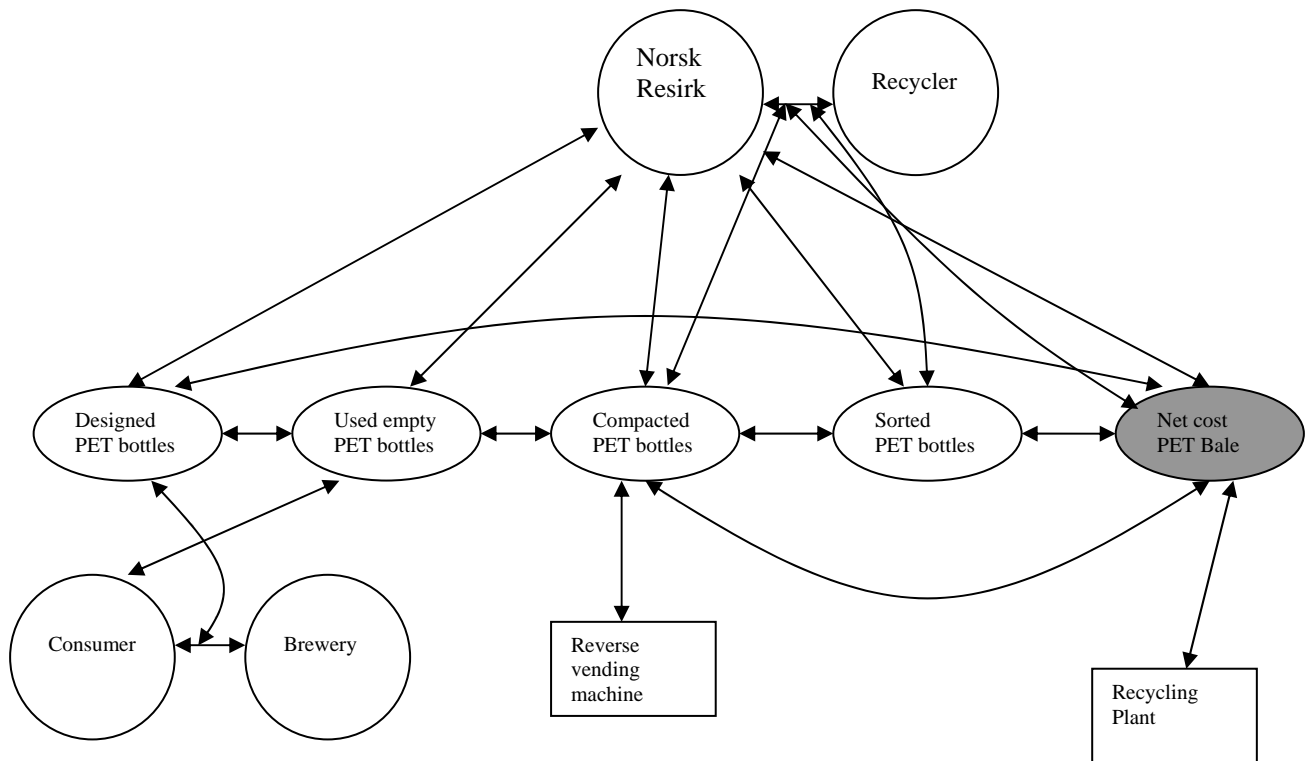 Norsk
Resirk
Recycler
Designed
PET bottles
Used empty
PET bottles
Compacted
PET bottles
Sorted
PET bottles
Net cost
PET Bale
Consumer
Brewery
Reverse
vending
machine
Recycling
Plant